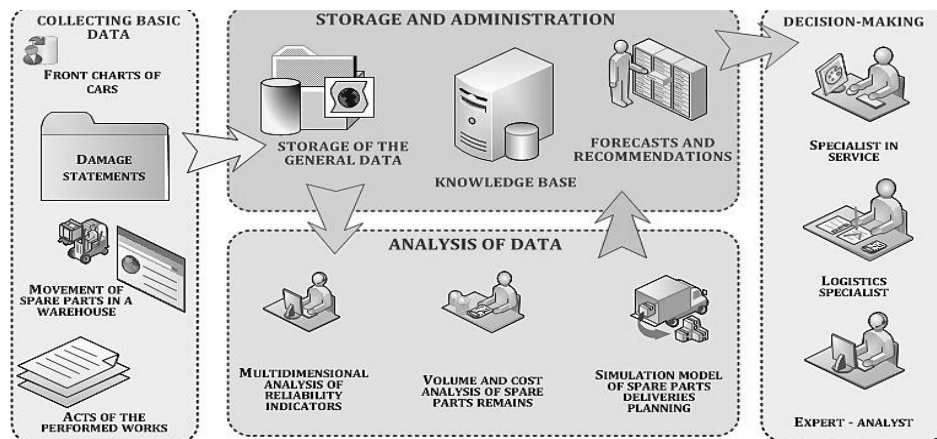 COLLECTING BASIC
DATA
FRONT CHARTS OF
CARS
DAMAGE
STATEMENTS
MOVEMENT OF
SPARE PARTS IN A
WAREHOUSE
ACTS OF THE
PERFORMED WORKS
STORAGE AND ADMINISTRATION
STORAGE OF THE
GENERAL DATA
KNOWLEDGE BASE
FORECASTS AND
RECOMMENDATIONS
ANALYSIS OF DATA
MULTIDIMENSIONAL
ANALYSIS OF
RELIABILITY
INDICATORS
VOLUME AND COST
ANALYSIS OF SPARE
PARTS REMAINS
SIMULATION MODEL
OF SPARE PARTS
DELIVERIES
PLANNING
DECISION-MAKING
SPECIALIST IN
SERVICE
LOGISTICS
SPECIALIST
EXPERT - ANALYST